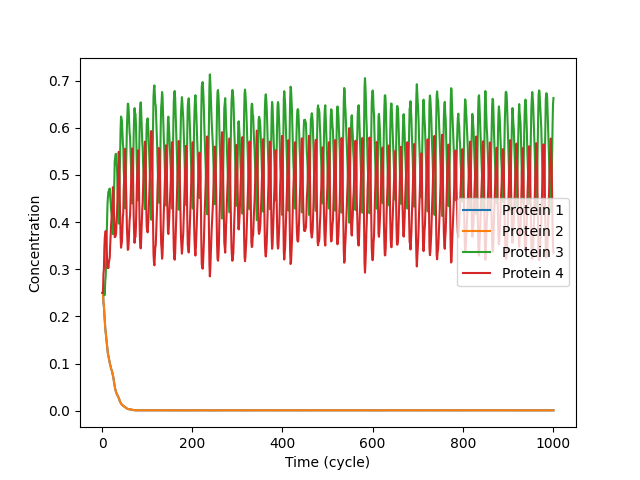 0.7
0.6
0.5
0.4
0.3
0.2
0.1
0.0
Concentration
Protein 1
Protein 2
Protein 3
Protein 4
0
200
400
600
800
1000
Time (cycle)